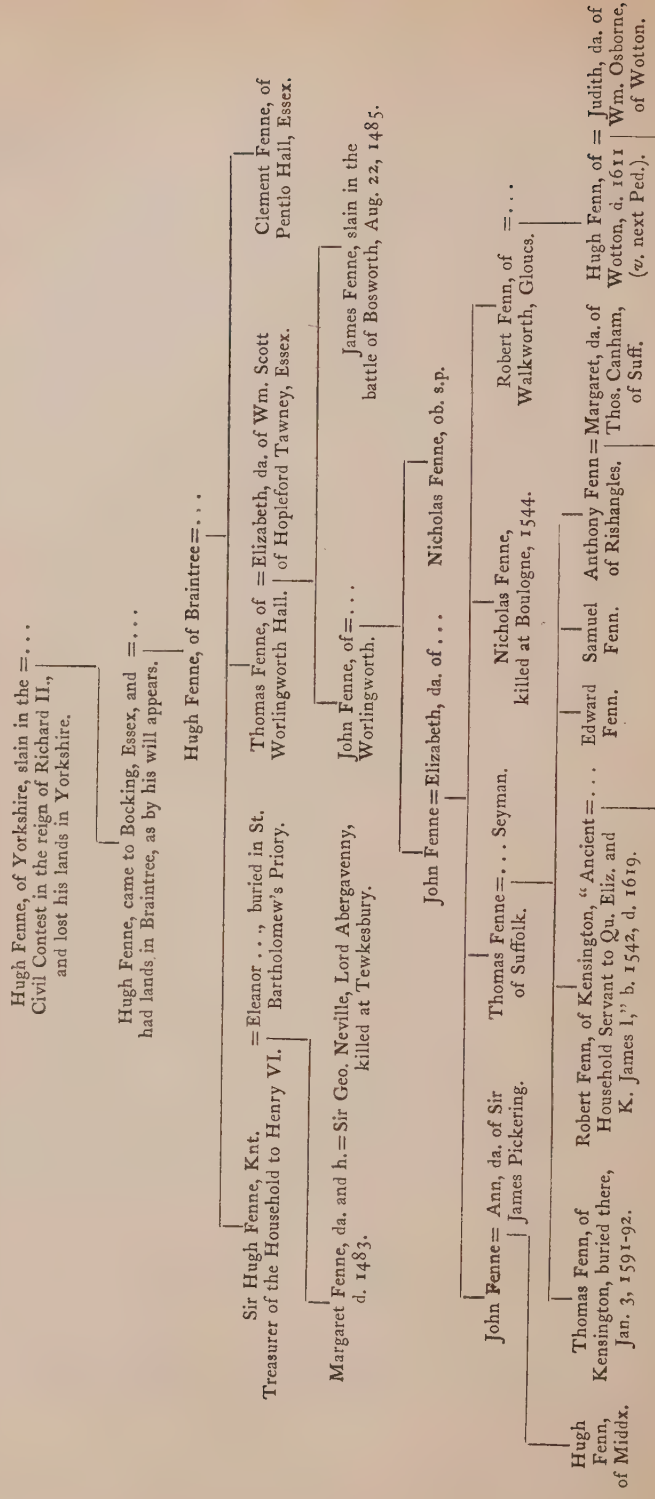 Hugh Fenne, of Yorkshire, slain in the =...
Civil Contest in the reign of Richard II.,
and lost his lands in Yorkshire.
Hugh Fenne, came to Bocking, Essex, and =...
had lands in Braintree, as by his will appears.
Hugh Fenne, of Braintree=...
Sir Hugh Fenne, Knt.
Treasurer of the Household to Henry VI.
=Eleanor ..., buried in St.
Bartholomew's Priory.
Thomas Fenne, of
Worlingworth Hall.
=Elizabeth, da. of Wm. Scott
of Hopleford Tawney, Essex.
Clement Fenne, of
Pentlo Hall, Essex.
Margaret Fenne, da. and h.=Sir Geo. Neville, Lord Abergavenny,
d. 1483.
killed at Tewkesbury.
John Fenne, of=...
Worlingworth.
James Fenne, slain in the
battle of Bosworth, Aug. 22, 1485.
John Fenne=Elizabeth, da. of ...
Nicholas Fenne, ob. s.p.
John Fenne= Ann, da. of Sir
James Pickering.
Thomas Fenne=... Seyman.
of Suffolk.
Nicholas Fenne,
killed at Boulogne, 1544.
Robert Fenn, of =...
Walkworth, Gloucs.
Hugh
Fenn,
of Middx.
Thomas Fenn, of
Kensington, buried there,
Jan. 3, 1591-92.
Robert Fenn, of Kensington, "Ancient=...
Household Servant to Qu. Eliz. and
K. James I," b. 1542, d. 1619.
Edward
Fenn.
Samuel
Fenn.
Anthony Fenn=Margaret, da. of
of Rishangles.
Thos. Canham,
of Suff.
Hugh Fenn, of = Judith, da. of
Wotton, d. 1611
(v. next Ped.).
Wm. Osborne,
of Wotton.